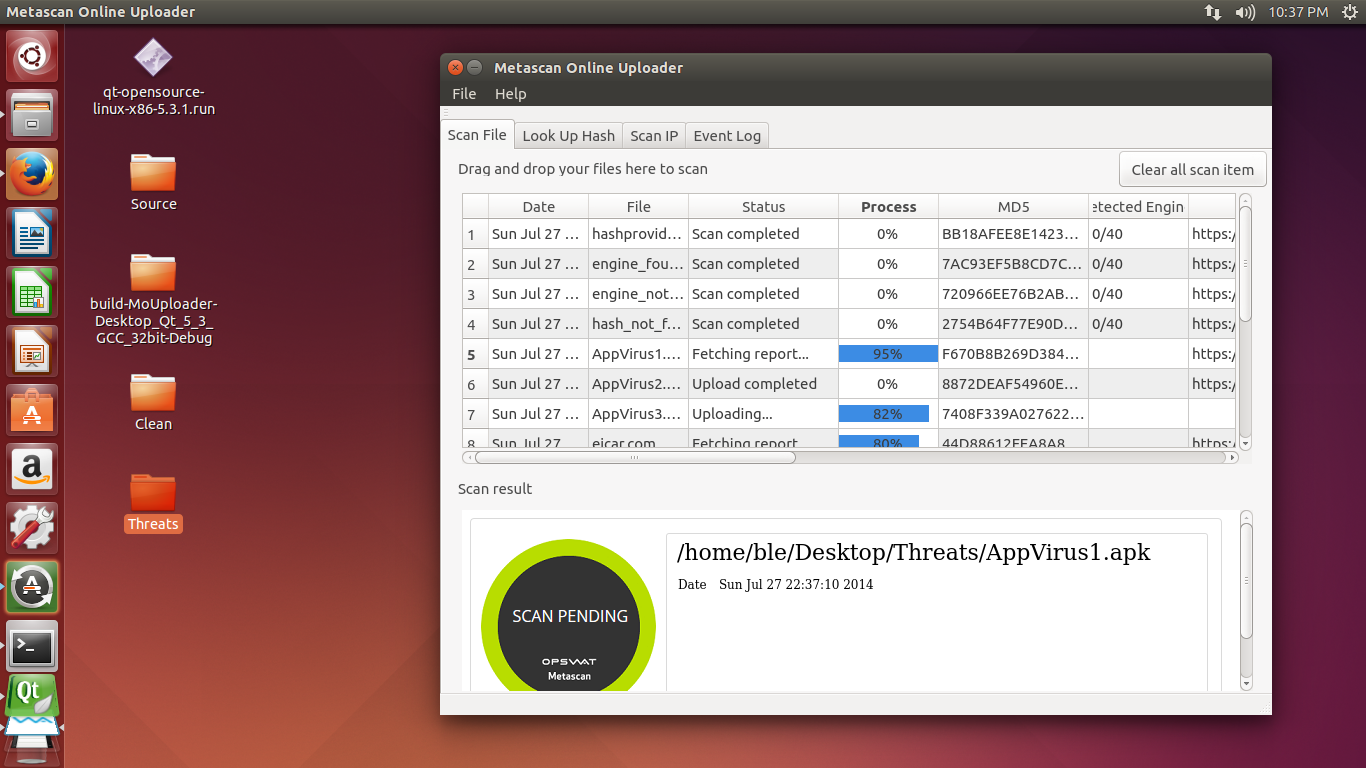 Metascan Online Uploader
10:37 PM
qt-opensource-
linux-x86-5.3.1.run
Source
build-MoUploader-
Desktop_Qt_5_3_
GCC_32bit-Debug
Clean
Threats
Qt
Metascan Online Uploader
File Help
Scan File Look Up Hash Scan IP Event Log
Drag and drop your files here to scan Clear all scan item
Date File Status Process MD5 etected Engin
1 Sun Jul 27 ... hashprovid... Scan completed 0% BB18AFEE8E1423... 0/40 https:/
2 Sun Jul 27 ... engine_fou... Scan completed 0% 7AC93EF5B8CD7C... 0/40 https:/
3 Sun Jul 27 ... engine_not... Scan completed 0% 720966EE76B2AB... 0/40 https:/
4 Sun Jul 27 ... hash_not_f... Scan completed 0% 2754B64F77E90D... 0/40 https:/
5 Sun Jul 27 ... AppVirus1.... Fetching report... 95% F670B8B269D384... https:/
6 Sun Jul 27 ... AppVirus2.... Upload completed 0% 8872DEAF54960E... https:/
7 Sun Jul 27 ... AppVirus3.... Uploading... 82% 7408F339A027622...
8 Sun Jul 27 eicar.com Fetching report 80% 44D88612FEA8A8 https:/
Scan result
SCAN PENDING
OPSWAT
Metascan
/home/ble/Desktop/Threats/AppVirus1.apk
Date Sun Jul 27 22:37:10 2014